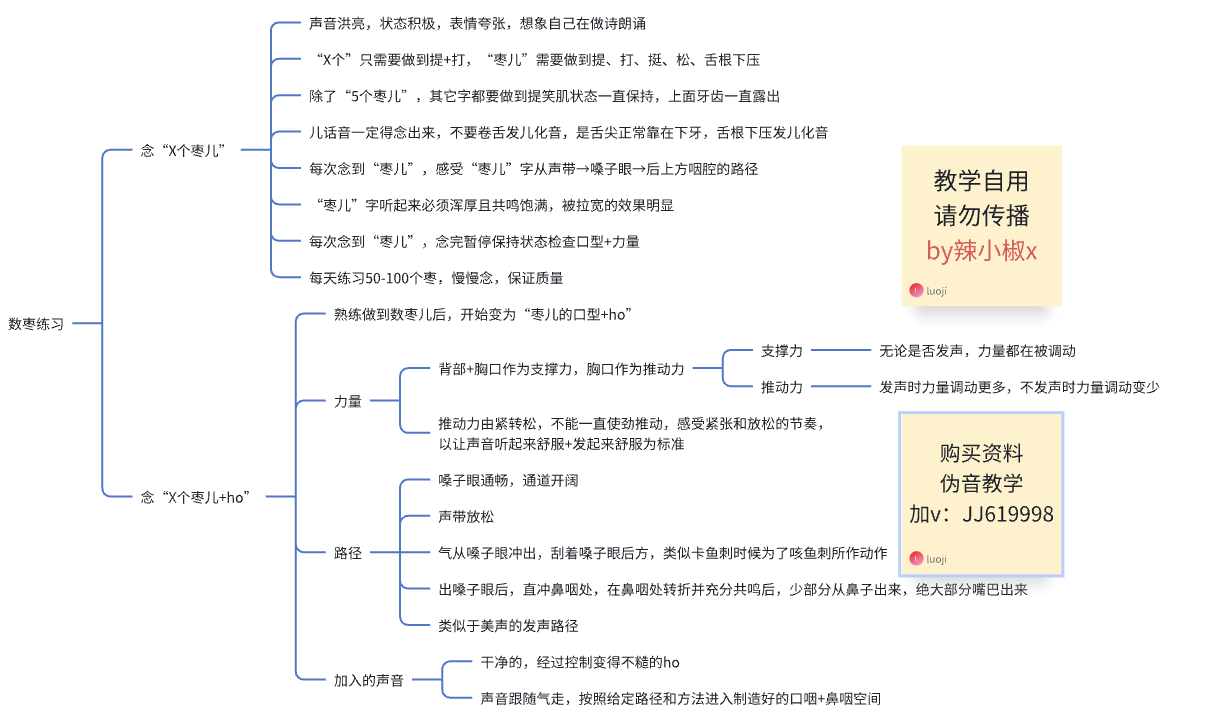 数枣练习
念“X个枣儿”
声音洪亮，状态积极，表情夸张，想象自己在做诗朗诵
“X个”只需要做到提+打，“枣儿”需要做到提、打、挺、松、舌根下压
除了“5个枣儿”，其它字都要做到提笑肌状态一直保持，上面牙齿一直露出
儿话音一定得念出来，不要卷舌发儿化音，是舌尖正常靠在下牙，舌根下压发儿化音
每次念到“枣儿”，感受“枣儿”字从声带→嗓子眼→后上方咽腔的路径
“枣儿”字听起来必须浑厚且共鸣饱满，被拉宽的效果明显
每次念到“枣儿”，念完暂停保持状态检查口型+力量
每天练习50-100个枣，慢慢念，保证质量
念“X个枣儿+ho”
熟练做到数枣儿后，开始变为“枣儿的口型+ho”
力量
背部+胸口作为支撑力，胸口作为推动力
支撑力
无论是否发声，力量都在被调动
推动力
发声时力量调动更多，不发声时力量调动变少
推动力由紧转松，不能一直使劲推动，感受紧张和放松的节奏，
以让声音听起来舒服+发起来舒服为标准
路径
嗓子眼通畅，通道开阔
声带放松
气从嗓子眼冲出，刮着嗓子眼后方，类似卡鱼刺时候为了咳鱼刺所作动作
出嗓子眼后，直冲鼻咽处，在鼻咽处转折并充分共鸣后，少部分从鼻子出来，绝大部分嘴巴出来
类似于美声的发声路径
加入的声音
干净的，经过控制变得不糙的ho
声音跟随气走，按照给定路径和方法进入制造好的口咽+鼻咽空间
教学自用
请勿传播
by辣小椒x
luoji
购买资料
伪音教学
加v：JJ619998
luoji